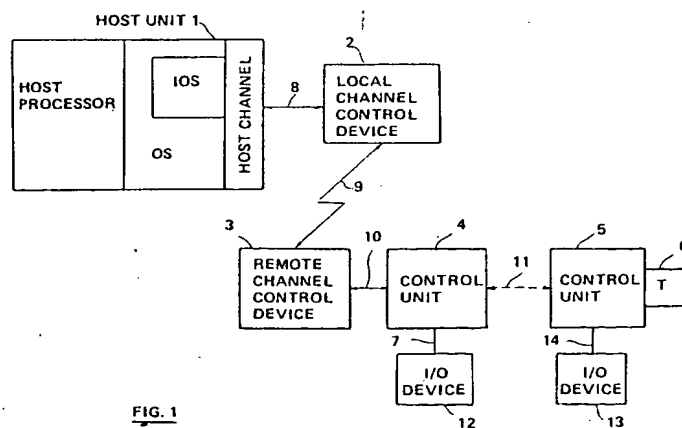 HOST UNIT 1
HOST
PROCESSOR
IOS
OS
HOST CHANNEL
8
2
LOCAL
CHANNEL
CONTROL
DEVICE
9
3
REMOTE
CHANNEL
CONTROL
DEVICE
10
4
CONTROL
UNIT
11
5
CONTROL
UNIT
6
T
7
I/O
DEVICE
12
14
I/O
DEVICE
13
FIG. 1